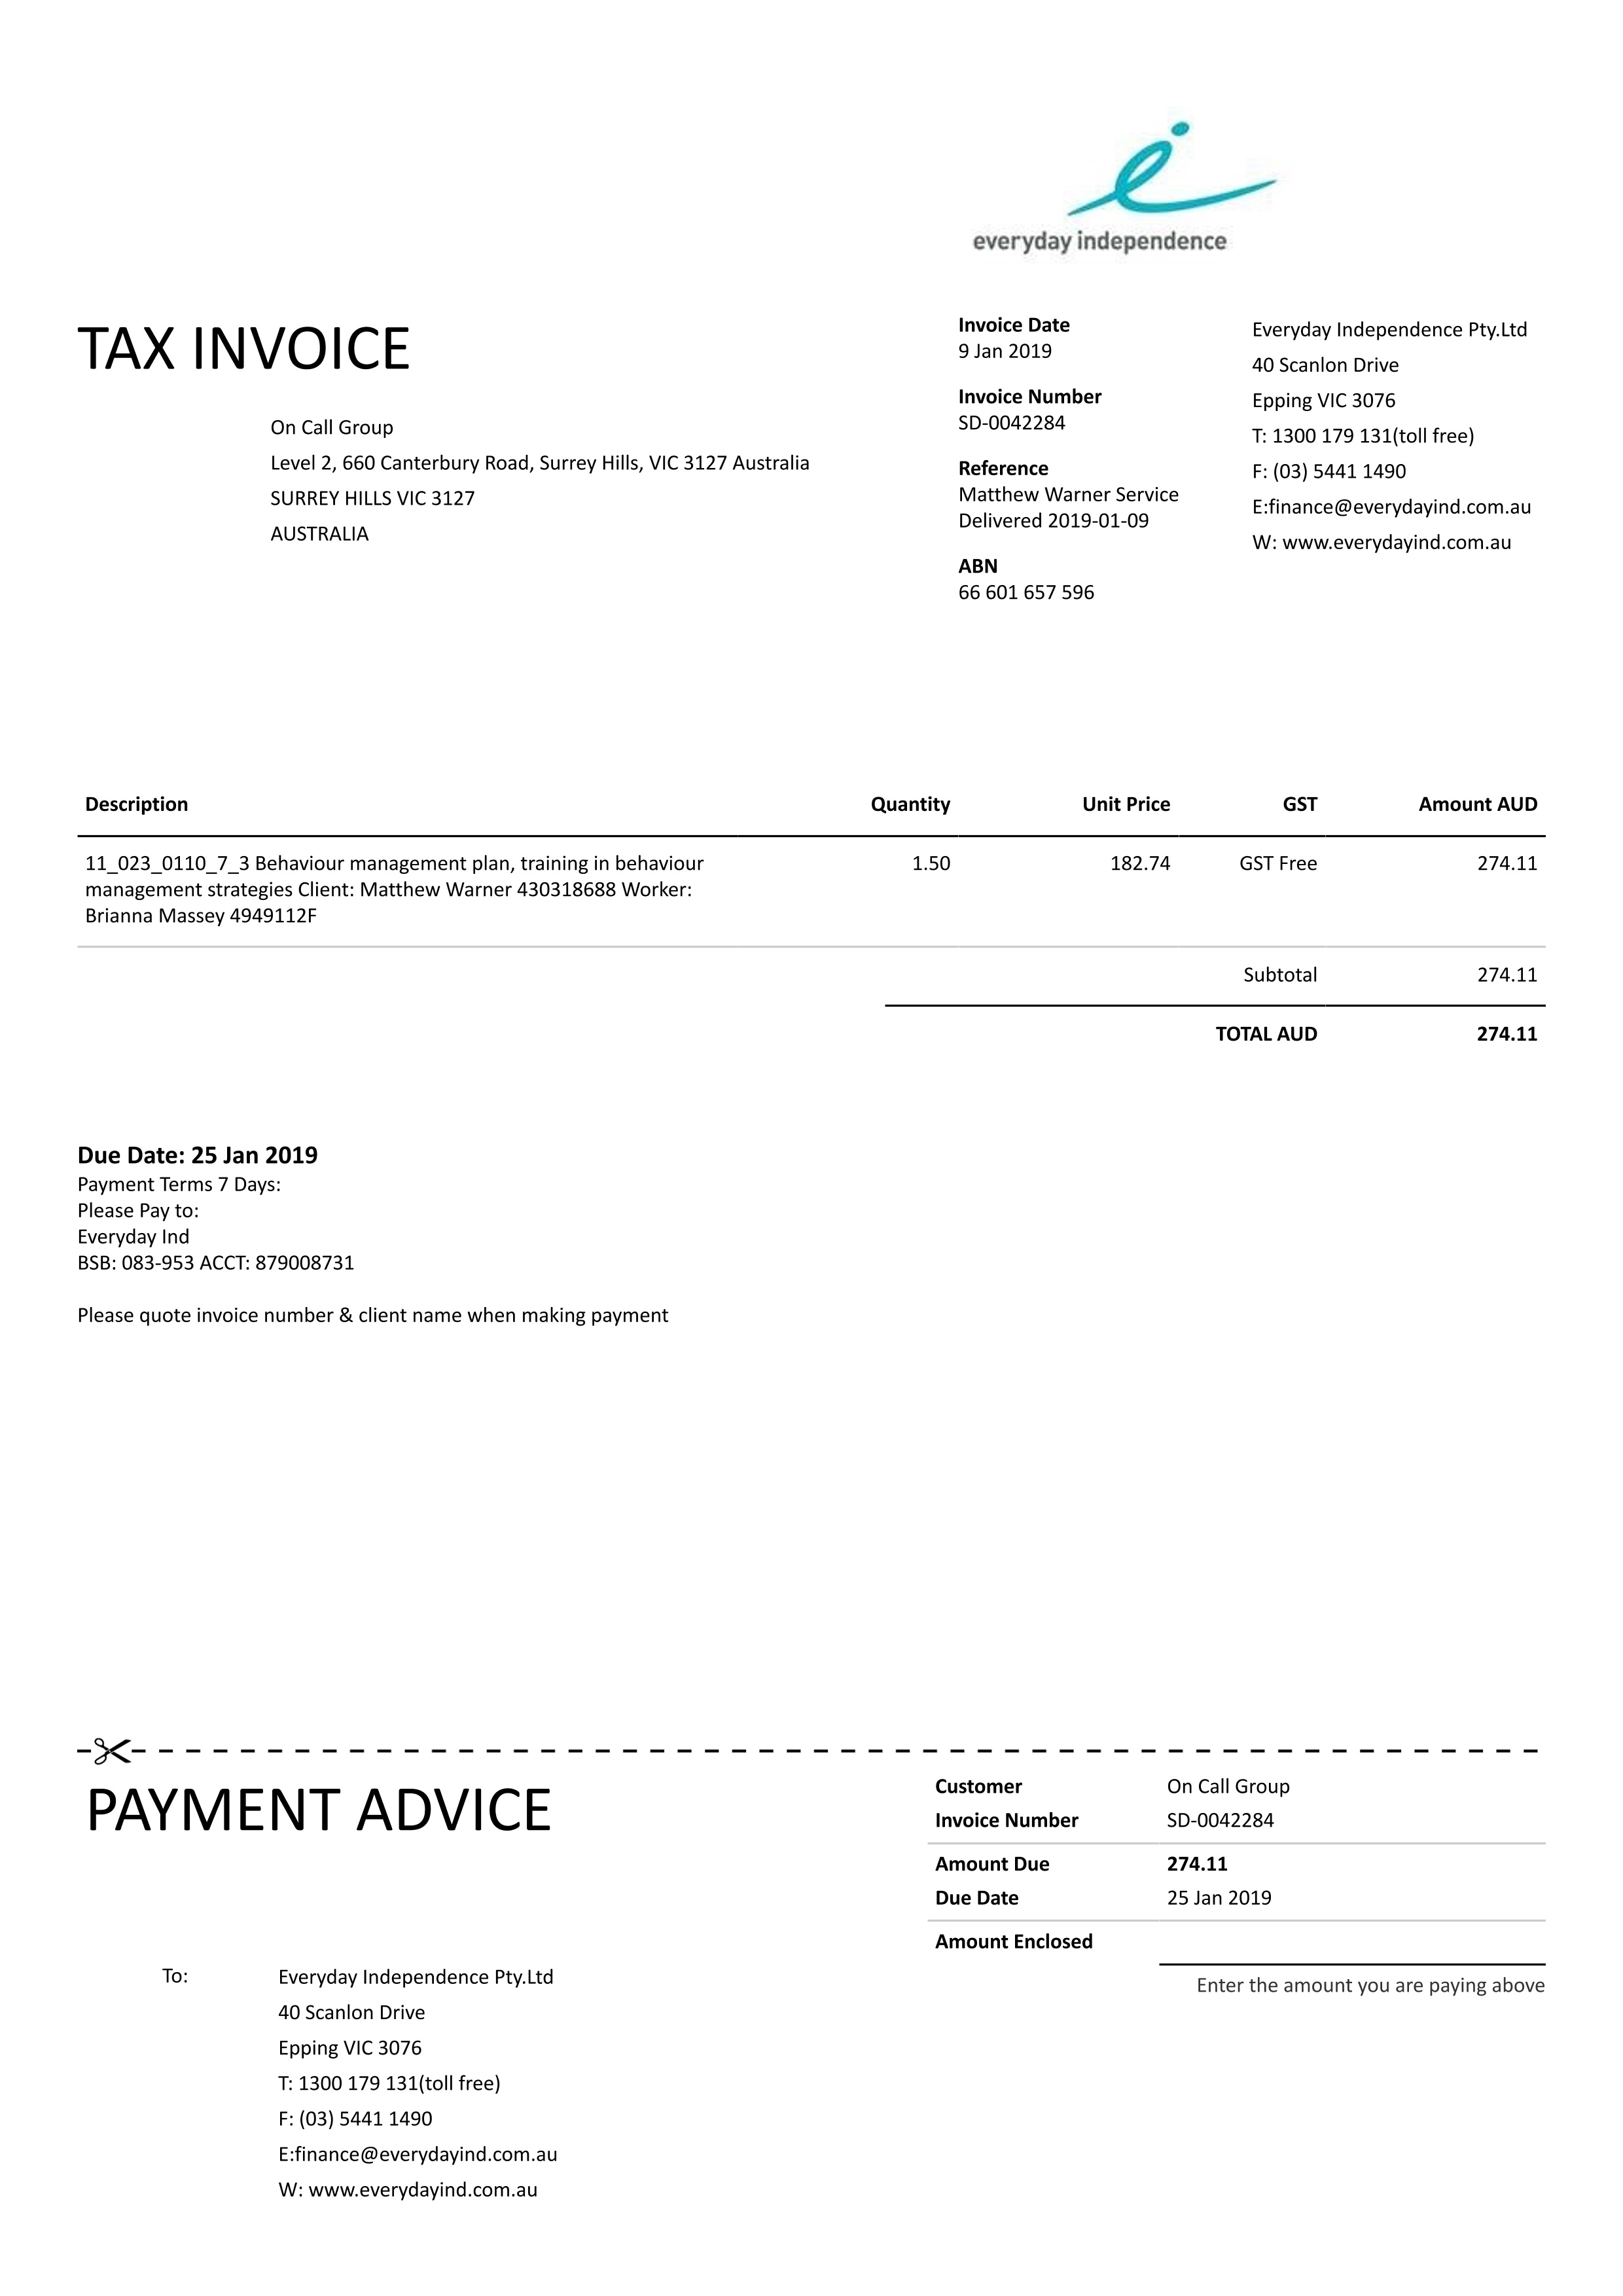 everyday independence
TAX INVOICE
On Call Group
Level 2, 660 Canterbury Road, Surrey Hills, VIC 3127 Australia
SURREY HILLS VIC 3127
AUSTRALIA
Invoice Date
9 Jan 2019
Invoice Number
SD-0042284
Reference
Matthew Warner Service
Delivered 2019-01-09
ABN
66 601 657 596
Everyday Independence Pty.Ltd
40 Scanlon Drive
Epping VIC 3076
T: 1300 179 131(toll free)
F: (03) 5441 1490
E:finance@everydayind.com.au
W: www.everydayind.com.au
Description Quantity Unit Price GST Amount AUD
11_023_0110_7_3 Behaviour management plan, training in behaviour 1.50 182.74 GST Free 274.11
management strategies Client: Matthew Warner 430318688 Worker:
Brianna Massey 4949112F
Subtotal 274.11
TOTAL AUD 274.11
Due Date: 25 Jan 2019
Payment Terms 7 Days:
Please Pay to:
Everyday Ind
BSB: 083-953 ACCT: 879008731
Please quote invoice number & client name when making payment
PAYMENT ADVICE
Customer On Call Group
Invoice Number SD-0042284
Amount Due 274.11
Due Date 25 Jan 2019
Amount Enclosed
Enter the amount you are paying above
To: Everyday Independence Pty.Ltd
40 Scanlon Drive
Epping VIC 3076
T: 1300 179 131(toll free)
F: (03) 5441 1490
E:finance@everydayind.com.au
W: www.everydayind.com.au